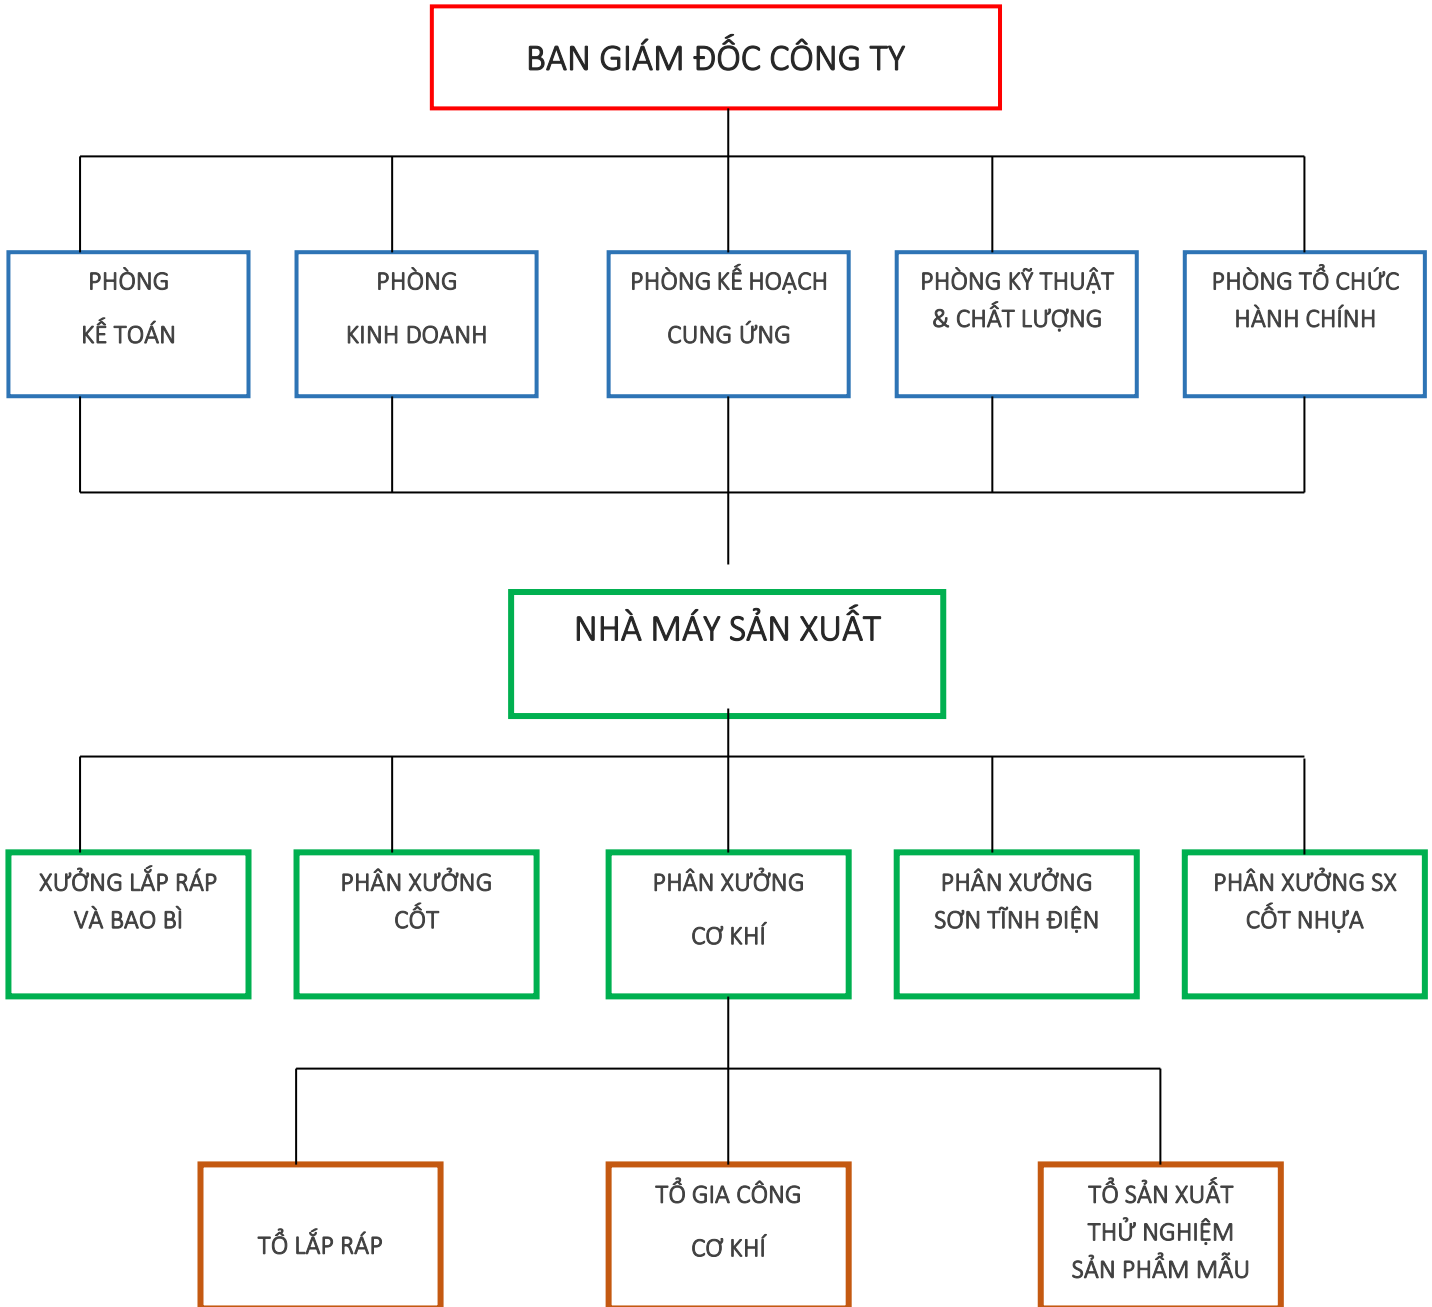 BAN GIÁM ĐỐC CÔNG TY
PHÒNG
KẾ TOÁN
PHÒNG
KINH DOANH
PHÒNG KẾ HOẠCH
CUNG ỨNG
PHÒNG KỸ THUẬT
& CHẤT LƯỢNG
PHÒNG TỔ CHỨC
HÀNH CHÍNH
NHÀ MÁY SẢN XUẤT
XƯỞNG LẮP RÁP
VÀ BAO BÌ
PHÂN XƯỞNG
CỐT
PHÂN XƯỞNG
CƠ KHÍ
PHÂN XƯỞNG
SƠN TĨNH ĐIỆN
PHÂN XƯỞNG SX
CỐT NHỰA
TỔ LẮP RÁP
TỔ GIA CÔNG
CƠ KHÍ
TỔ SẢN XUẤT
THỬ NGHIỆM
SẢN PHẨM MẪU